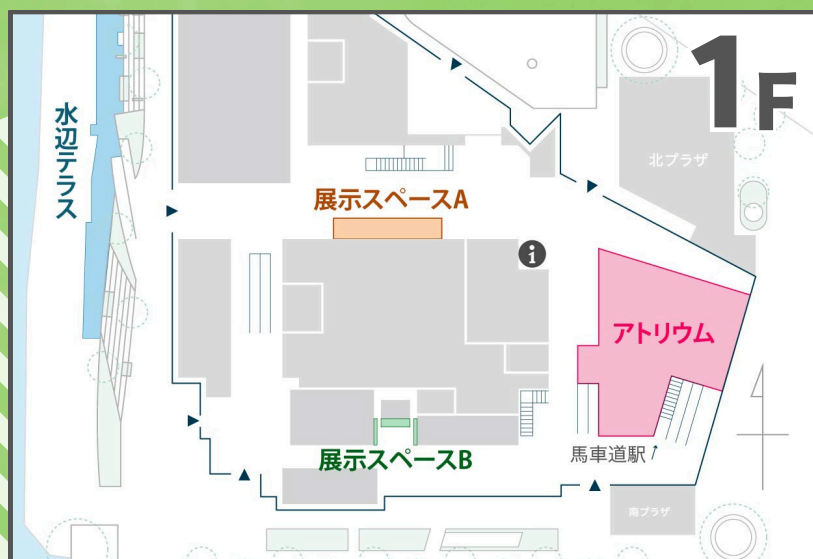 1F
水辺テラス
北プラザ
展示スペースA
i
アトリウム
展示スペースB
馬車道駅
南プラザ